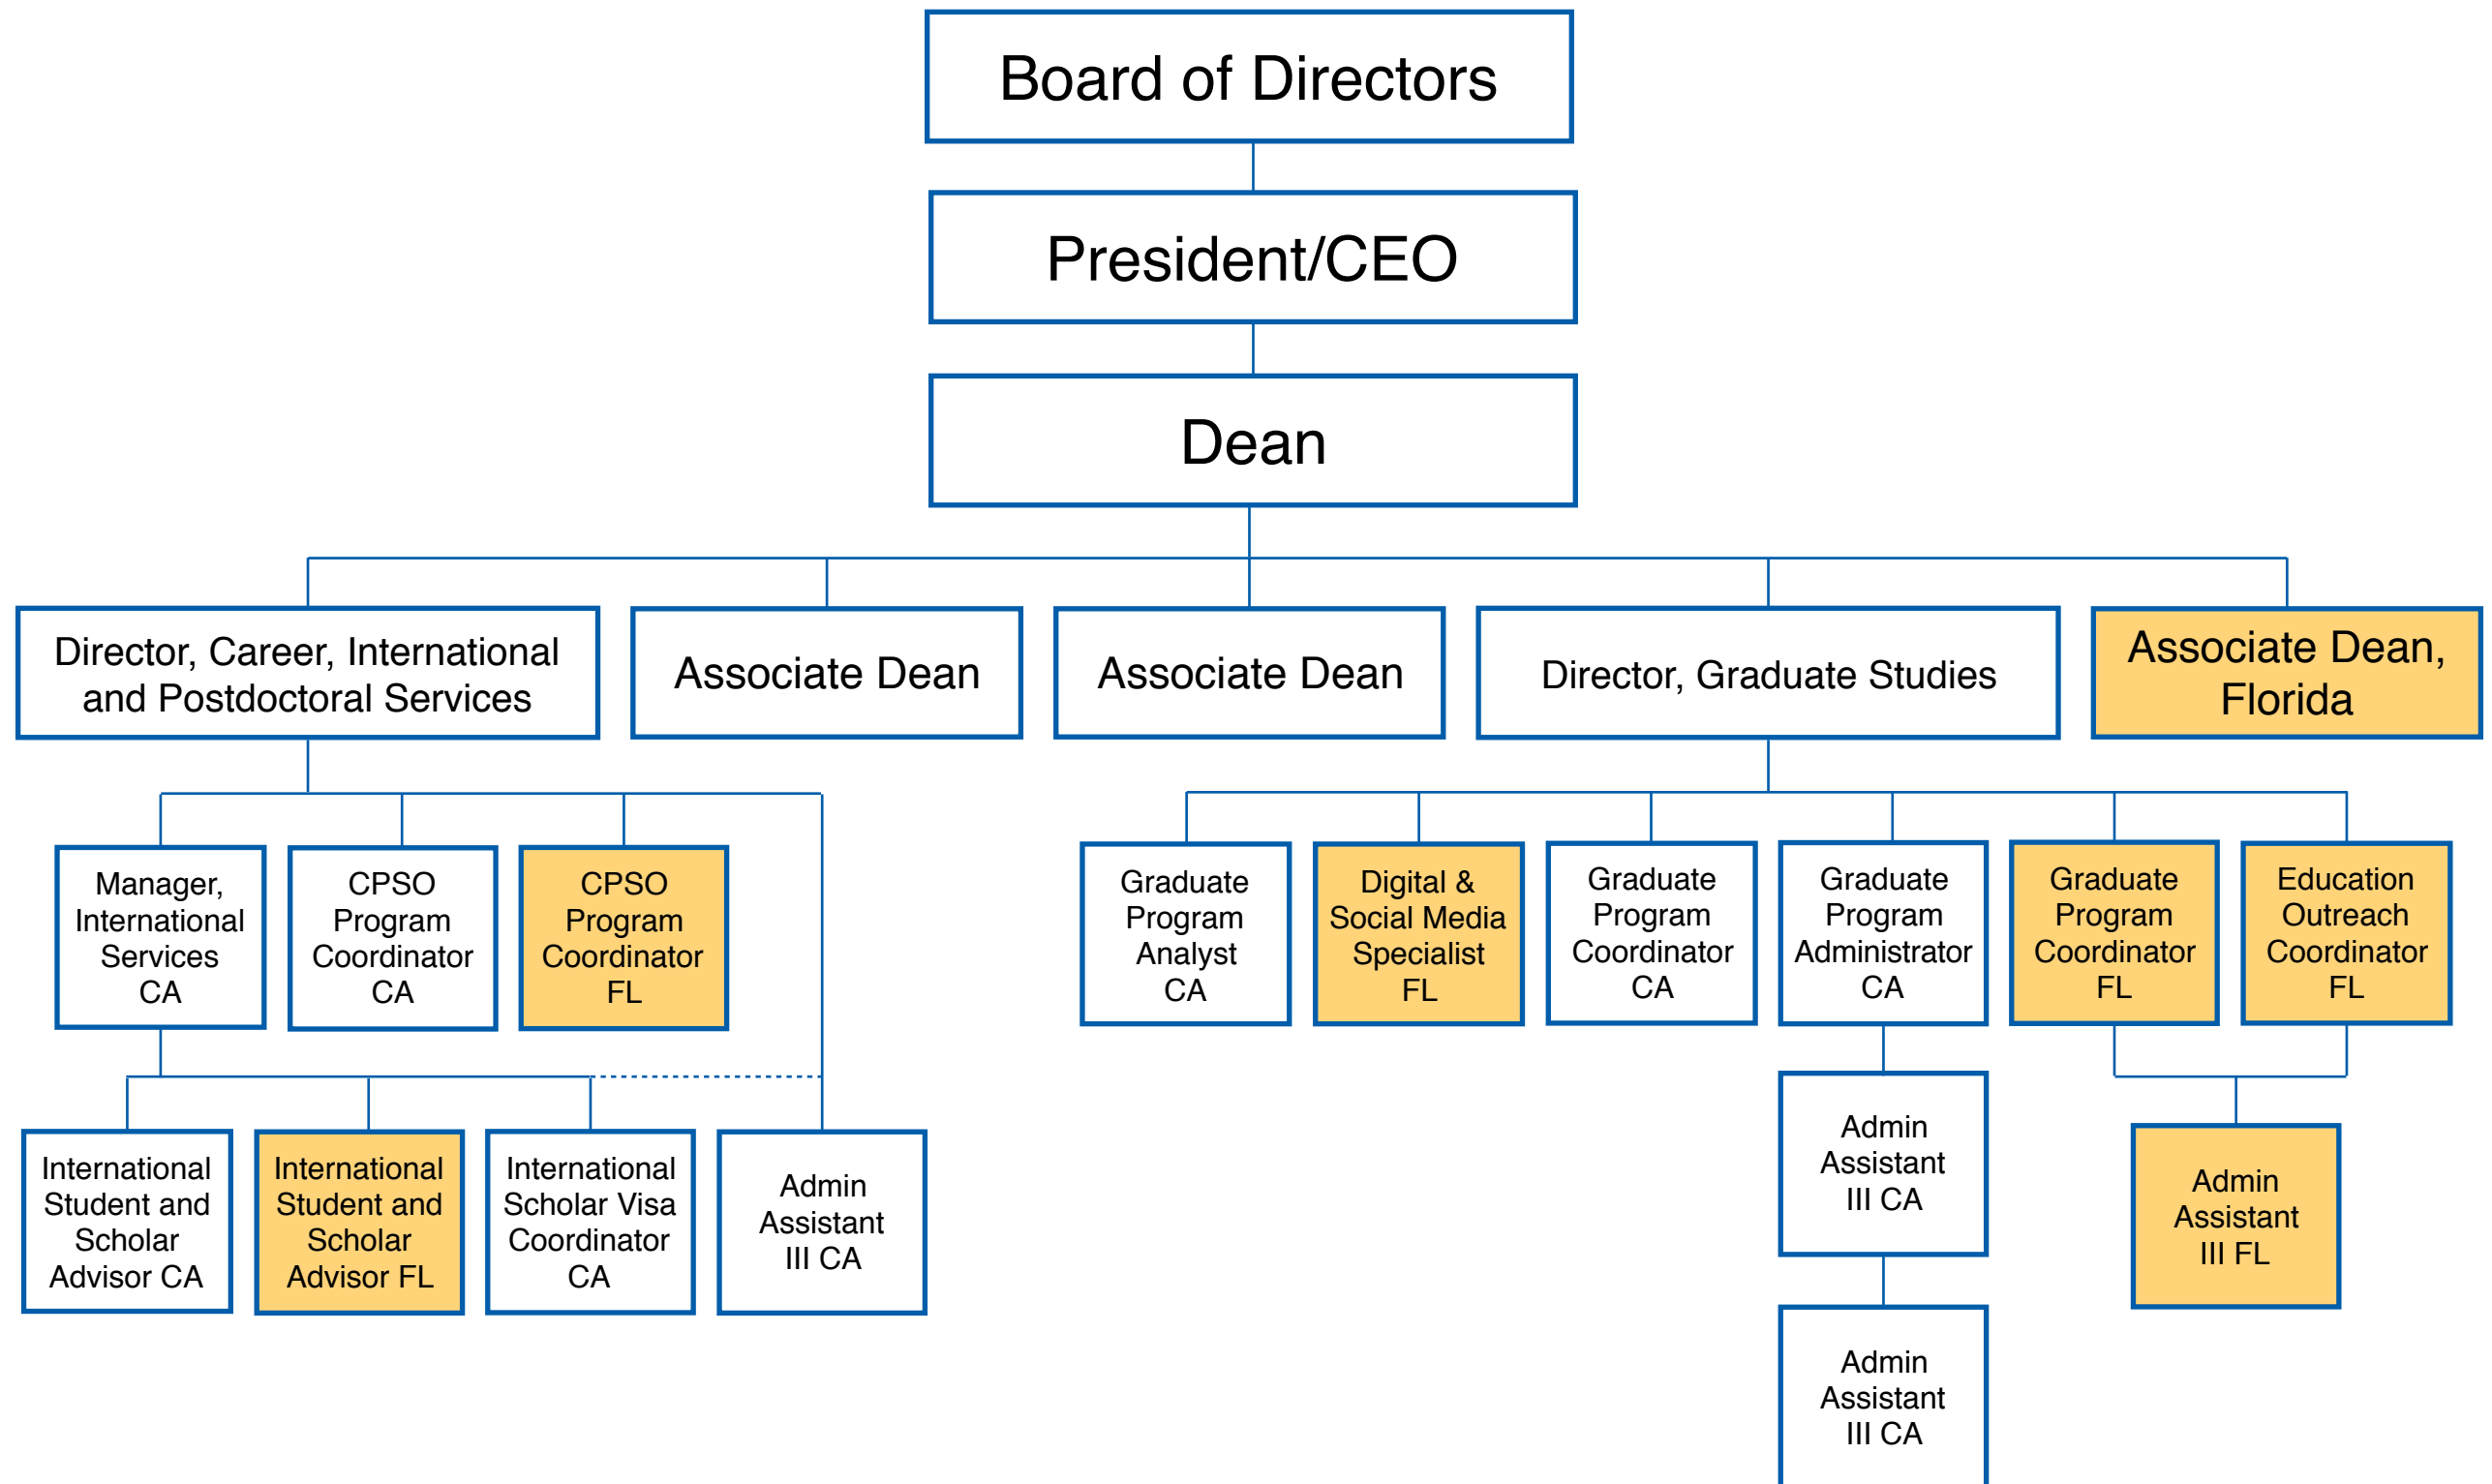 Board of Directors
President/CEO
Dean
Director, Career, International
and Postdoctoral Services
Associate Dean
Associate Dean
Director, Graduate Studies
Associate Dean,
Florida
Manager,
International
Services
CA
CPSO
Program
Coordinator
CA
CPSO
Program
Coordinator
FL
Graduate
Program
Analyst
CA
Digital &
Social Media
Specialist
FL
Graduate
Program
Coordinator
CA
Graduate
Program
Administrator
CA
Graduate
Program
Coordinator
FL
Education
Outreach
Coordinator
FL
International
Student and
Scholar
Advisor CA
International
Student and
Scholar
Advisor FL
International
Scholar Visa
Coordinator
CA
Admin
Assistant
III CA
Admin
Assistant
III CA
Admin
Assistant
III FL
Admin
Assistant
III CA